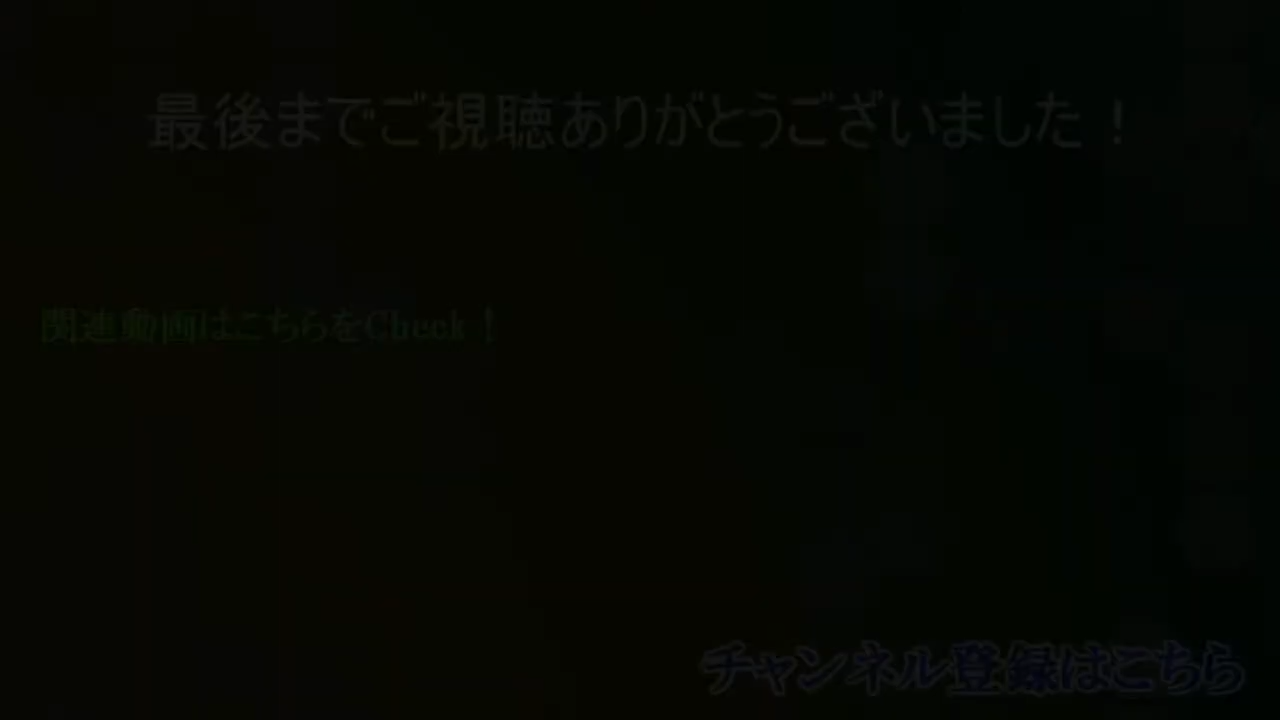 最後までご視聴ありがとうございました！
関連動画はこちらをCheck！
チャンネル登録はこちら